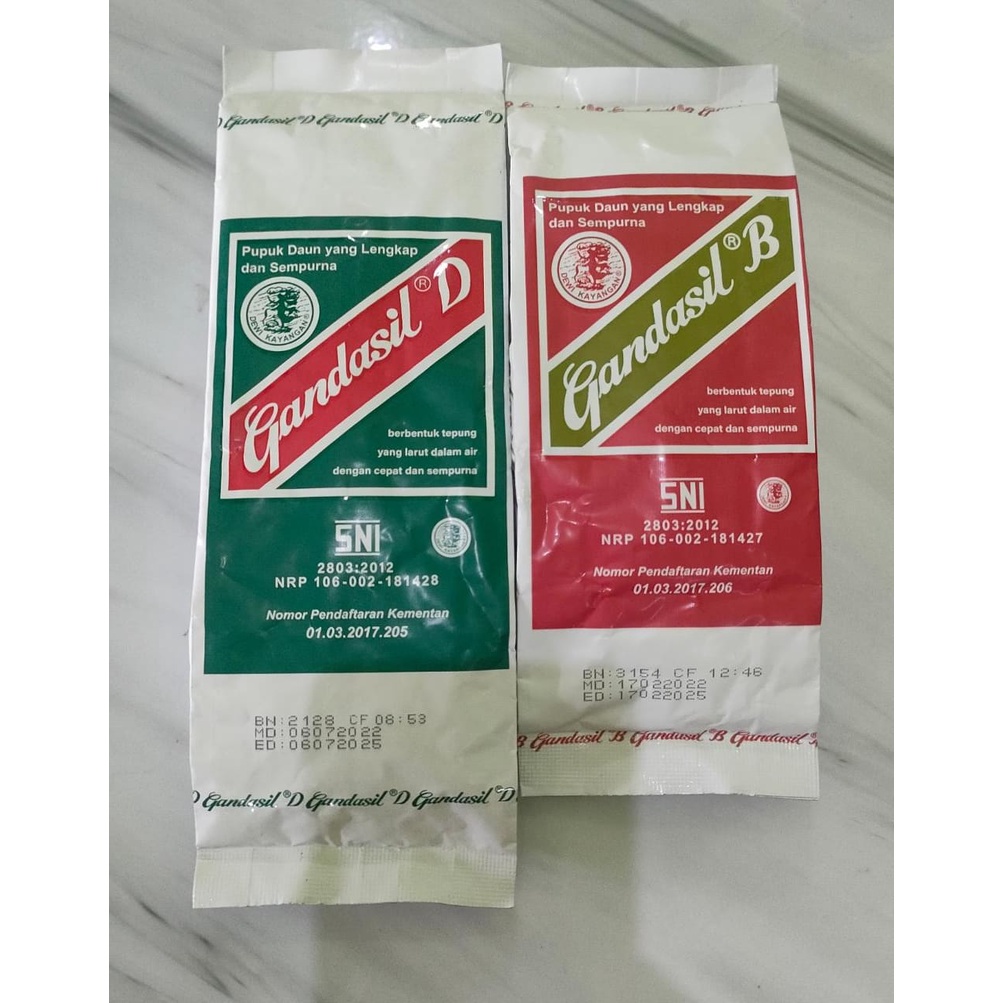 D Gandasil® D Gandasil® D Gandasil® D
Pupuk Daun yang Lengkap
dan Sempurna
DEWI KAYANGAN®
Gandasil® D
berbentuk tepung
yang larut dalam air
dengan cepat dan sempurna
SNI
2803:2012
NRP 106-002-181428
Nomor Pendaftaran Kementan
01.03.2017.205
BN:2128 CF 08:53
MD:06072022
ED:06072025
D Gandasil® D Gandasil® D Gandasil® D
B Gandasil® B Gandasil® B
Pupuk Daun yang Lengkap
dan Sempurna
DEWI KAYANGAN®
Gandasil® B
berbentuk tepung
yang larut dalam air
dengan cepat dan sempurna
SNI
2803:2012
NRP 106-002-181427
Nomor Pendaftaran Kementan
01.03.2017.206
BN:3154 CF 12:46
MD:17022022
ED:17022025
B Gandasil® B Gandasil® B Gandasil®